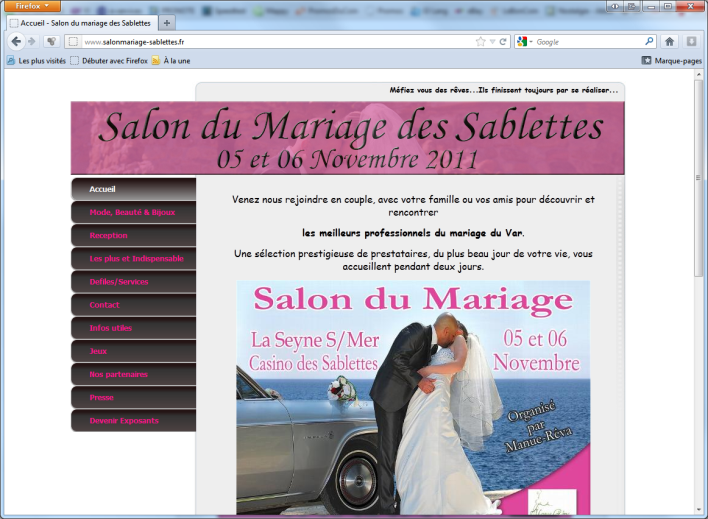 Firefox
Accueil - Salon du mariage des Sablettes
www.salonmariage-sablettes.fr
Google
Les plus visités
Débuter avec Firefox
À la une
Marque-pages
Méfiez vous des rêves...Ils finissent toujours par se réaliser...
Salon du Mariage des Sablettes
05 et 06 Novembre 2011
Accueil
Mode, Beauté & Bijoux
Reception
Les plus et Indispensable
Defiles/Services
Contact
Infos utiles
Jeux
Nos partenaires
Presse
Devenir Exposants
Venez nous rejoindre en couple, avec votre famille ou vos amis pour découvrir et
rencontrer
les meilleurs professionnels du mariage du Var.
Une sélection prestigieuse de prestataires, du plus beau jour de votre vie, vous
accueillent pendant deux jours.
Salon du Mariage
La Seyne S/Mer
Casino des Sablettes
05 et 06
Novembre
Organisé
par
Manue-Réva